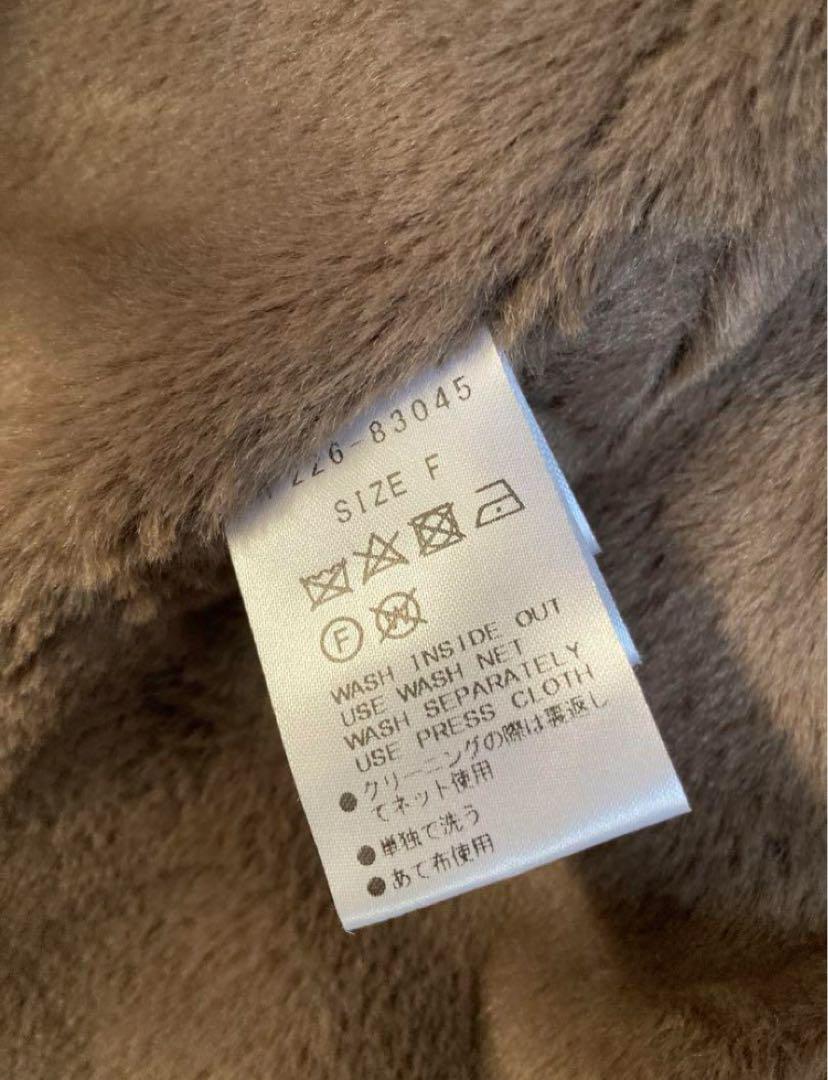 226-83045
SIZE F
F
W
WASH INSIDE OUT
USE WASH NET
WASH SEPARATELY
USE PRESS CLOTH
●クリーニングの際は裏返し
てネット使用
●単独で洗う
●あて布使用